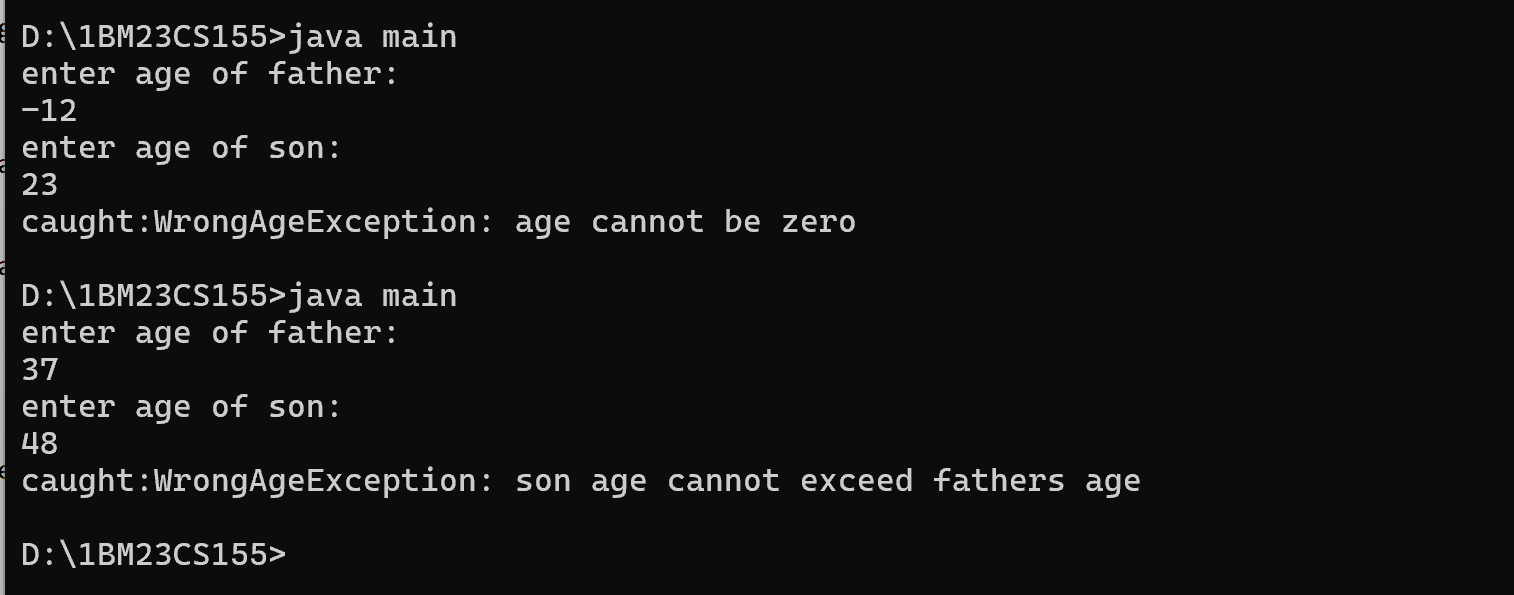 D:\1BM23CS155>java main
enter age of father:
-12
enter age of son:
23
caught:WrongAgeException: age cannot be zero
D:\1BM23CS155>java main
enter age of father:
37
enter age of son:
48
caught:WrongAgeException: son age cannot exceed fathers age
D:\1BM23CS155>